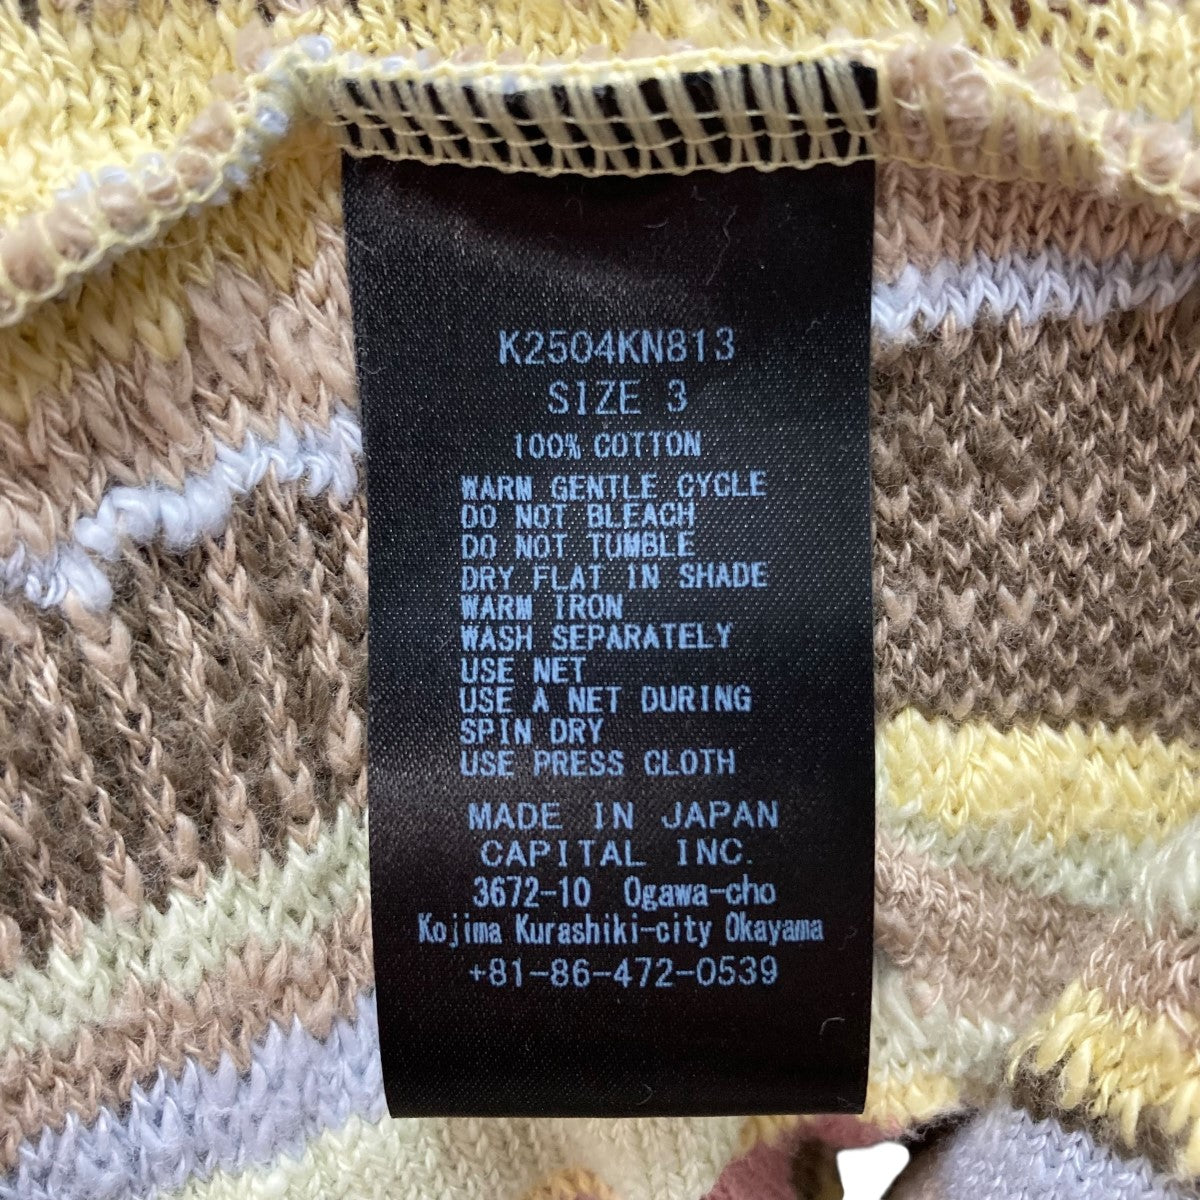 K2504KN813
SIZE 3
100% COTTON
WARM GENTLE CYCLE
DO NOT BLEACH
DO NOT TUMBLE
DRY FLAT IN SHADE
WARM IRON
WASH SEPARATELY
USE NET
USE A NET DURING
SPIN DRY
USE PRESS CLOTH
MADE IN JAPAN
CAPITAL INC.
3672-10 Ogawa-cho
Kojima Kurashiki-city Okayama
+81-86-472-0539